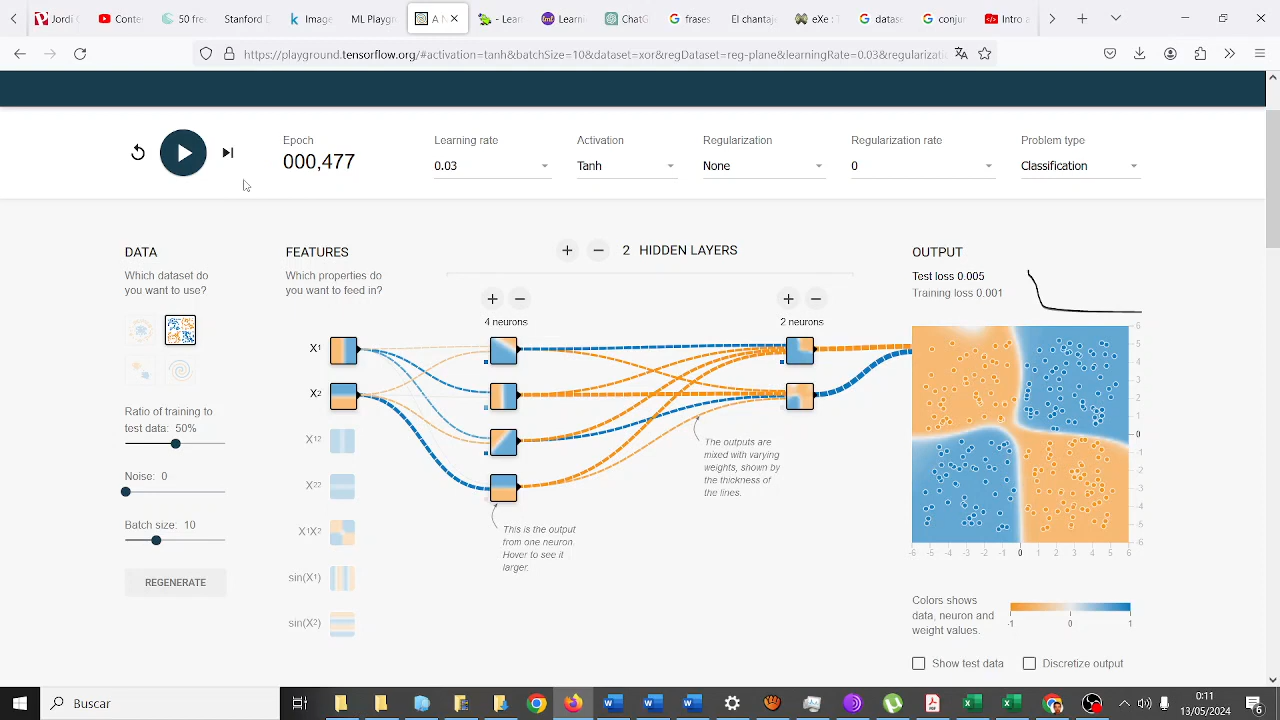 Jordi C
Conteo
50 free
Stanford D
Image
ML Playgro
A N
- Learn
Learn
ChatG
frases
El chantaje
eXe : T
datase
conjun
Intro a
https://playground.tensorflow.org/#activation=tanh&batchSize=10&dataset=xor&regDataset=reg-plane&learningRate=0.03&regularizati
Epoch
000,477
Learning rate
0.03
Activation
Tanh
Regularization
None
Regularization rate
0
Problem type
Classification
DATA
Which dataset do
you want to use?
Ratio of training to
test data: 50%
Noise: 0
Batch size: 10
REGENERATE
FEATURES
Which properties do
you want to feed in?
X1
X2
X12
X22
X1X2
sin(X1)
sin(X2)
+ − 2 HIDDEN LAYERS
+ −
4 neurons
+ −
2 neurons
This is the output
from one neuron.
Hover to see it
larger.
The outputs are
mixed with varying
weights, shown by
the thickness of
the lines.
OUTPUT
Test loss 0.005
Training loss 0.001
6
5
4
3
2
1
0
-1
-2
-3
-4
-5
-6
-6 -5 -4 -3 -2 -1 0 1 2 3 4 5 6
Colors shows
data, neuron and
weight values.
-1 0 1
Show test data
Discretize output
Buscar
0:11
13/05/2024
6